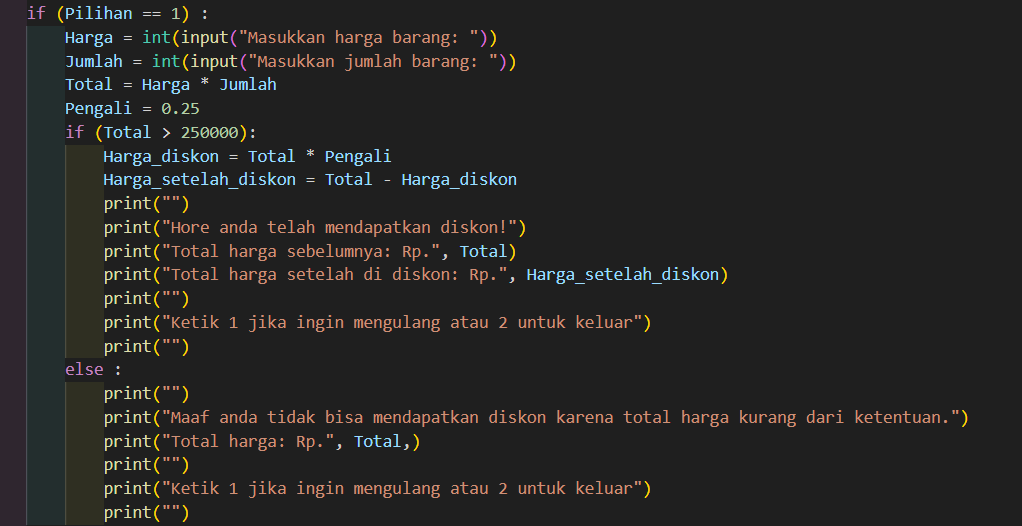 if (Pilihan == 1) :
    Harga = int(input("Masukkan harga barang: "))
    Jumlah = int(input("Masukkan jumlah barang: "))
    Total = Harga * Jumlah
    Pengali = 0.25
    if (Total > 250000):
        Harga_diskon = Total * Pengali
        Harga_setelah_diskon = Total - Harga_diskon
        print("")
        print("Hore anda telah mendapatkan diskon!")
        print("Total harga sebelumnya: Rp.", Total)
        print("Total harga setelah di diskon: Rp.", Harga_setelah_diskon)
        print("")
        print("Ketik 1 jika ingin mengulang atau 2 untuk keluar")
        print("")
    else :
        print("")
        print("Maaf anda tidak bisa mendapatkan diskon karena total harga kurang dari ketentuan.")
        print("Total harga: Rp.", Total,)
        print("")
        print("Ketik 1 jika ingin mengulang atau 2 untuk keluar")
        print("")